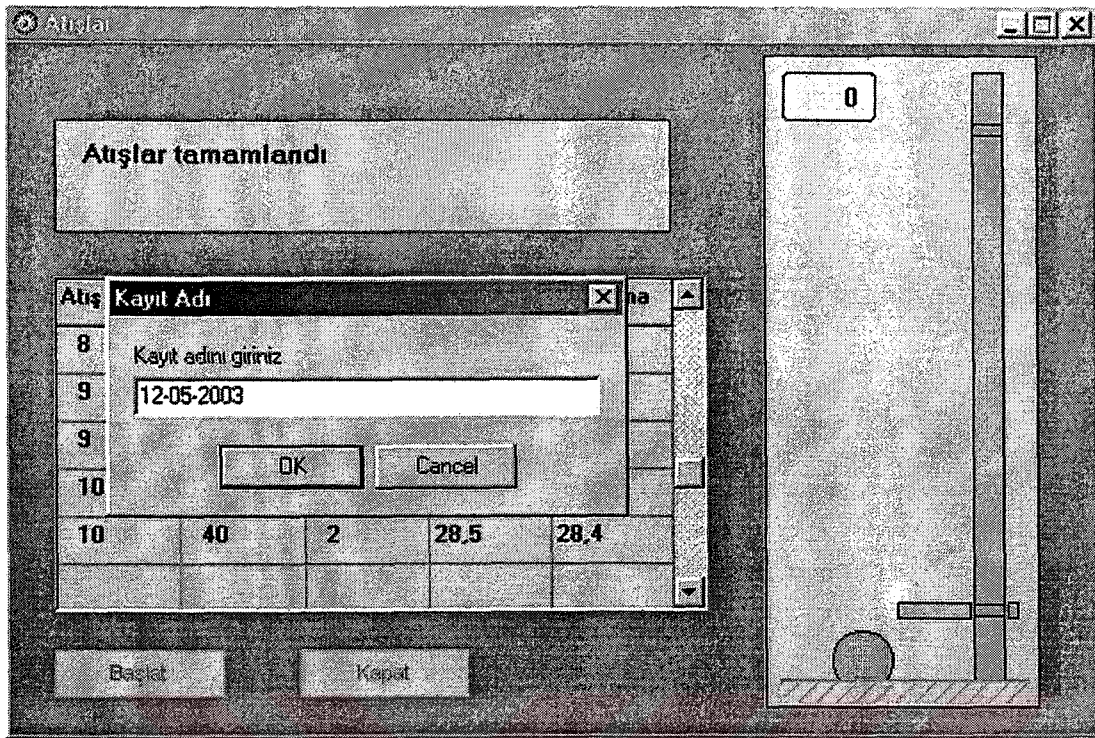 Atışlar
0
Atışlar tamamlandı
Atış
Kayıt Adı
8
Kayıt adını giriniz
9
12-05-2003
9
OK Cancel
10
10 40 2 28,5 28,4
Başlat Kapat